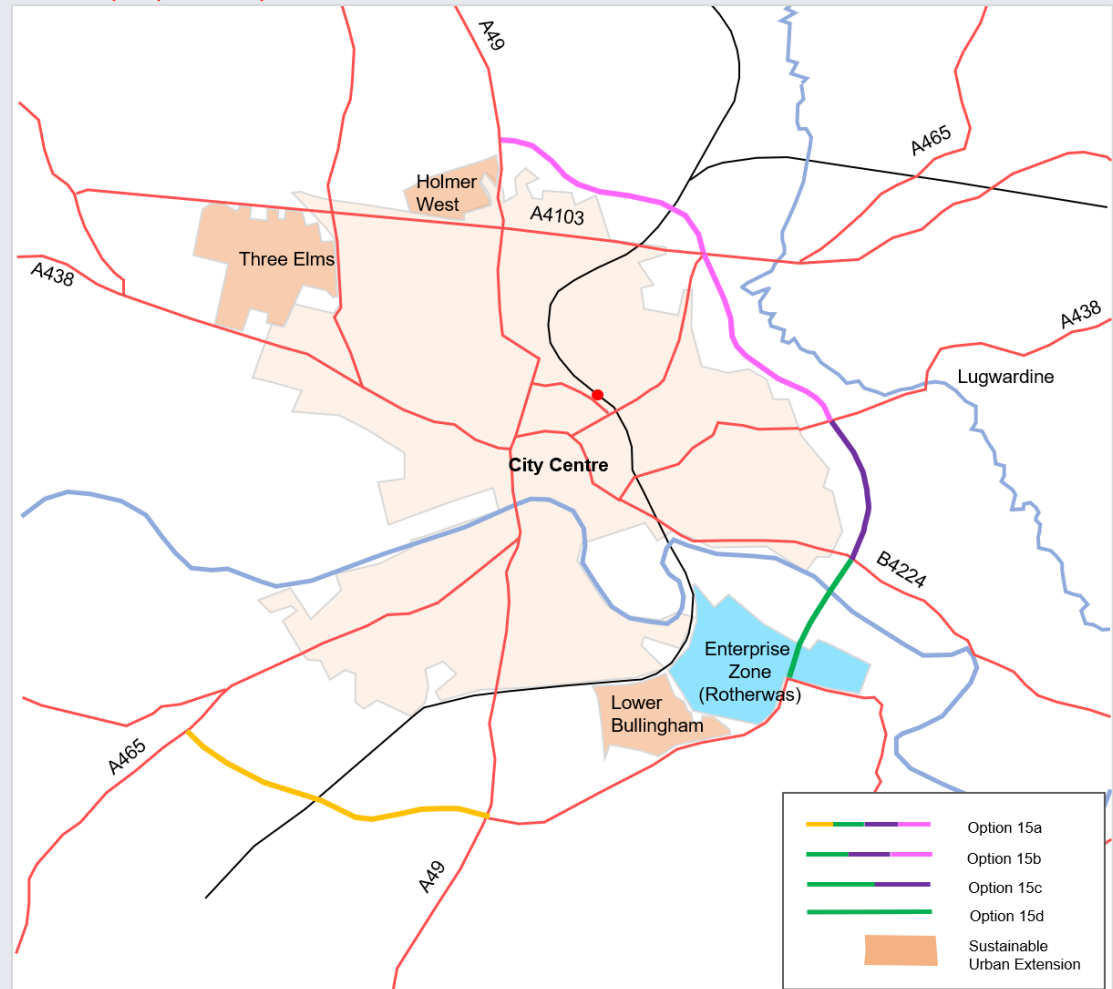 A49
A465
Holmer
West
A4103
Three Elms
A438
A438
Lugwardine
City Centre
B4224
Enterprise
Zone
(Rotherwas)
Lower
Bullingham
A465
A49
Option 15a
Option 15b
Option 15c
Option 15d
Sustainable
Urban Extension